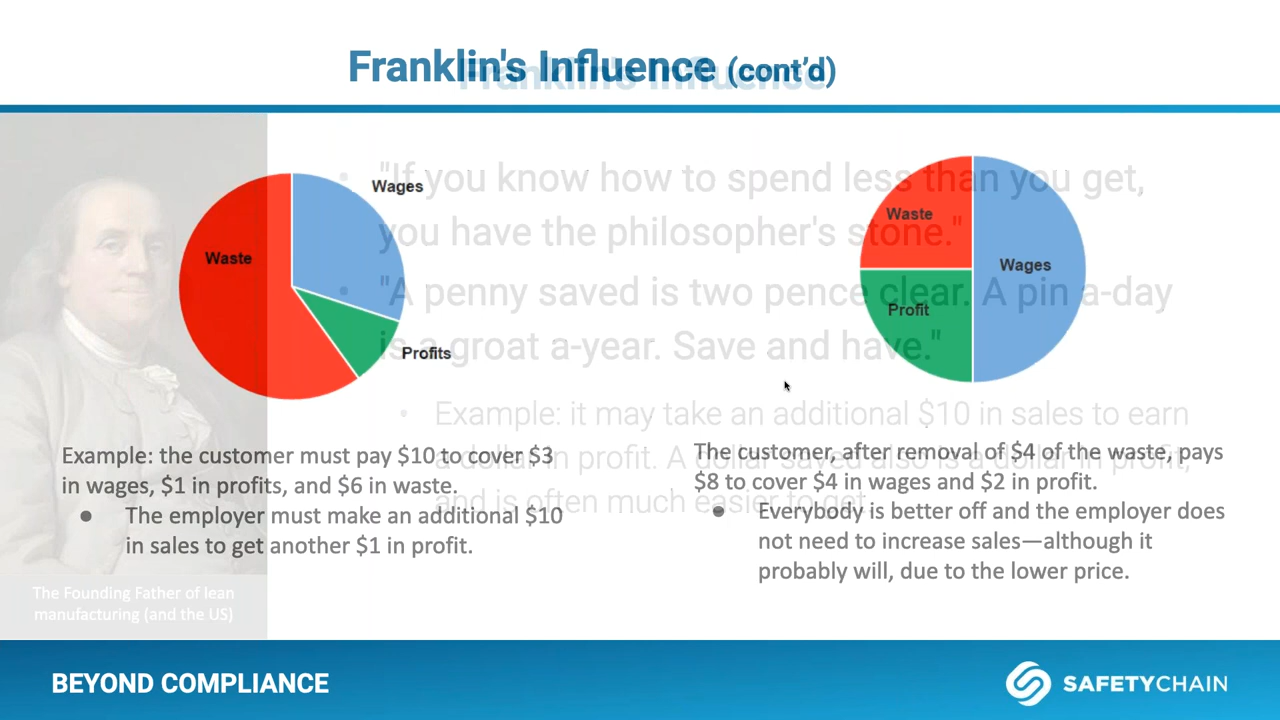 Franklin's Influence (cont'd)
Franklin's Influence
Wages
Waste
Profits
Waste
Wages
Profit
• "If you know how to spend less than you get,
you have the philosopher's stone."
• "A penny saved is two pence clear. A pin a-day
is a groat a-year. Save and have."
• Example: it may take an additional $10 in sales to earn
a dollar in profit. A dollar saved also is a dollar in profit,
and is often much easier to get.
Example: the customer must pay $10 to cover $3
in wages, $1 in profits, and $6 in waste.
● The employer must make an additional $10
in sales to get another $1 in profit.
The customer, after removal of $4 of the waste, pays
$8 to cover $4 in wages and $2 in profit.
● Everybody is better off and the employer does
not need to increase sales—although it
probably will, due to the lower price.
The Founding Father of lean
manufacturing (and the US)
BEYOND COMPLIANCE
SAFETYCHAIN